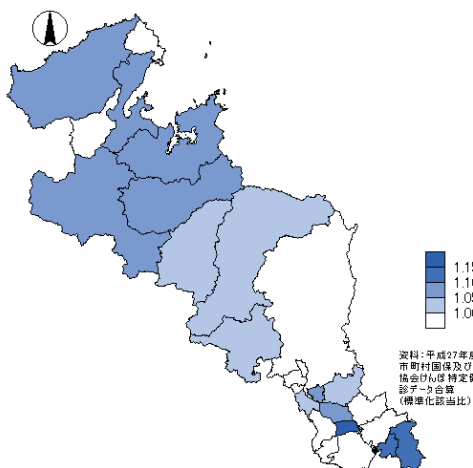 1.15
1.10
1.05
1.00
資料:平成27年度
市町村国保及び
協会けんぽ特定健
診データ合算
(標準化該当比)